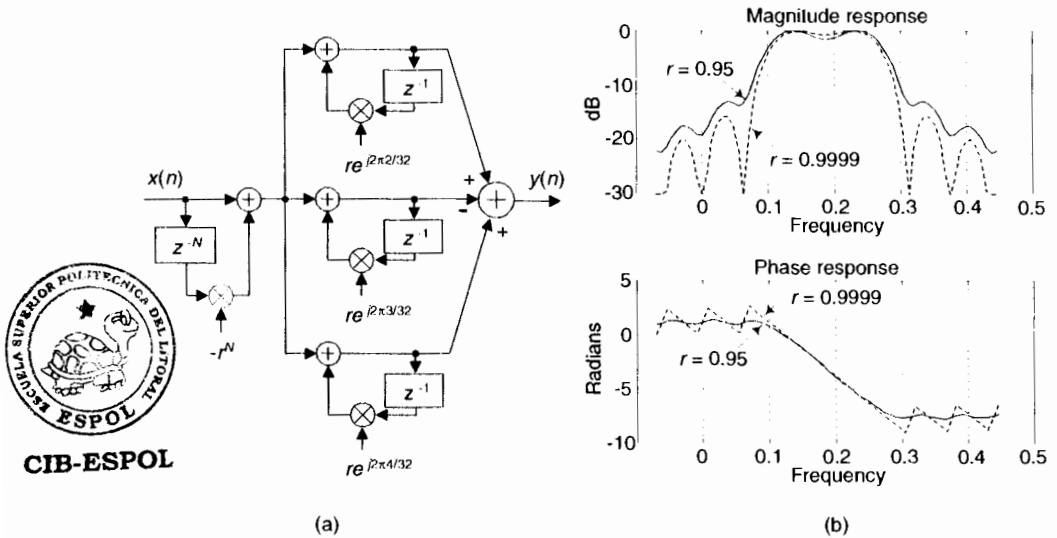 x(n)
z^-N
-r^N
z^-1
re^j2π2/32
z^-1
re^j2π3/32
z^-1
re^j2π4/32
+
-
+
y(n)
ESCUELA SUPERIOR POLITECNICA DEL LITORAL
ESPOL
CIB-ESPOL
(a)
Magnitude response
dB
0
-10
-20
-30
r = 0.95
r = 0.9999
0 0.1 0.2 0.3 0.4 0.5
Frequency
Phase response
Radians
5
0
-5
-10
r = 0.9999
r = 0.95
0 0.1 0.2 0.3 0.4 0.5
Frequency
(b)